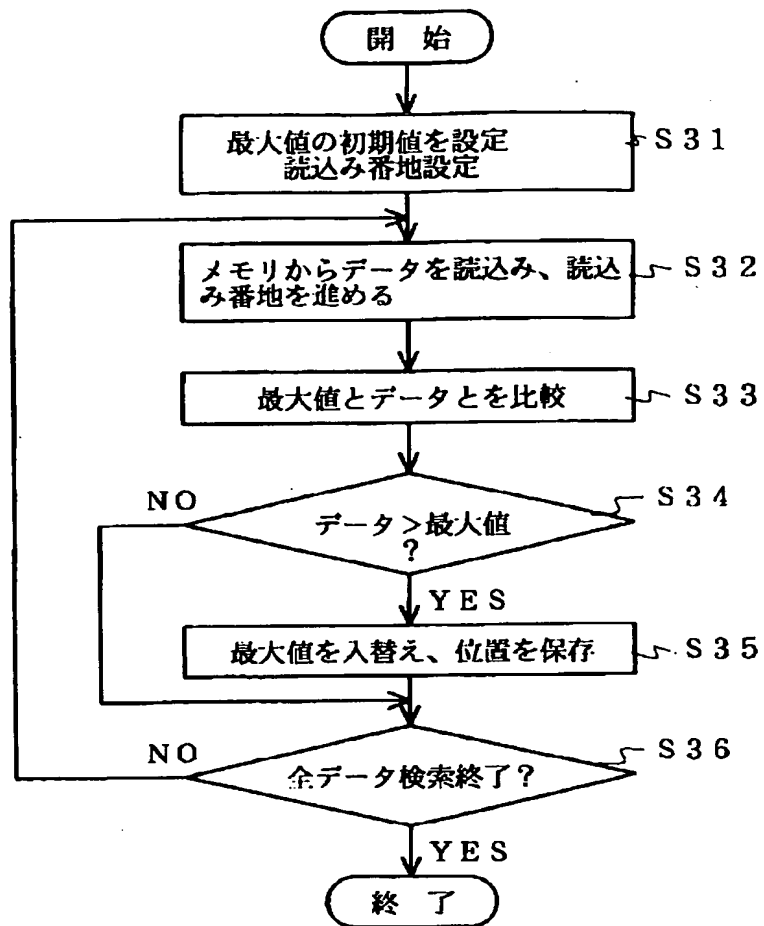 開 始
最大値の初期値を設定
読込み番地設定
S31
メモリからデータを読込み、読込
み番地を進める
S32
最大値とデータとを比較
S33
NO
データ>最大値
?
S34
YES
最大値を入替え、位置を保存
S35
NO
全データ検索終了?
S36
YES
終 了